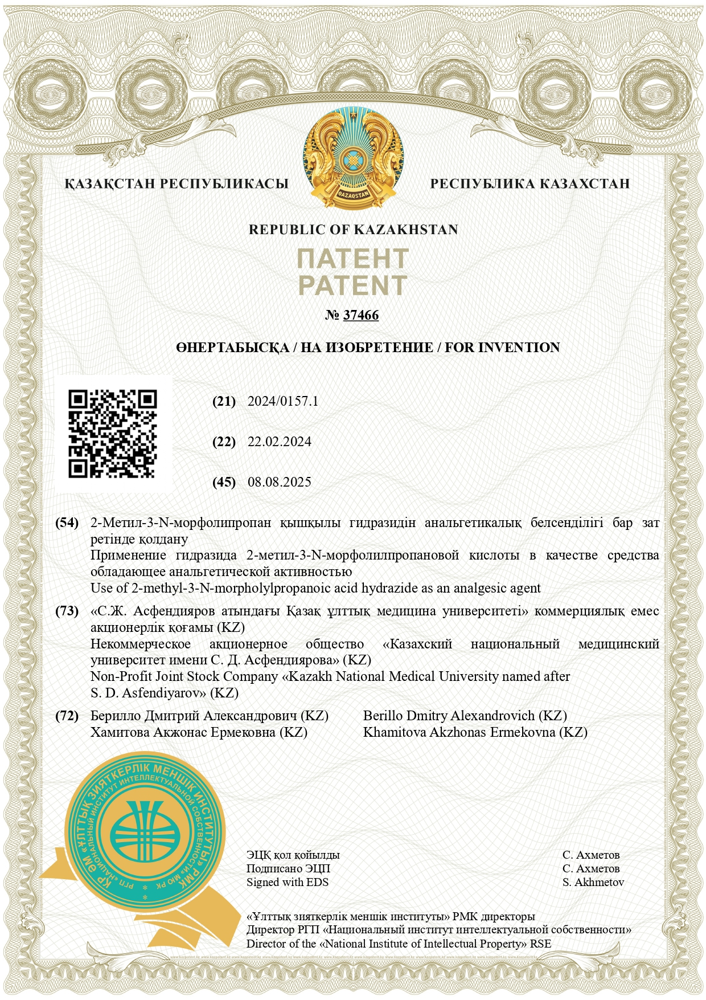 ҚАЗАҚСТАН РЕСПУБЛИКАСЫ
РЕСПУБЛИКА КАЗАХСТАН
QAZAQSTAN
REPUBLIC OF KAZAKHSTAN
ПАТЕНТ
PATENT
№ 37466
ӨНЕРТАБЫСҚА / НА ИЗОБРЕТЕНИЕ / FOR INVENTION
(21) 2024/0157.1
(22) 22.02.2024
(45) 08.08.2025
(54) 2-Метил-3-N-морфолипропан қышқылы гидразидін анальгетикалық белсенділігі бар зат
ретінде қолдану
Применение гидразида 2-метил-3-N-морфолилпропановой кислоты в качестве средства
обладающее анальгетической активностью
Use of 2-methyl-3-N-morpholylpropanoic acid hydrazide as an analgesic agent
(73) «С.Ж. Асфендияров атындағы Қазақ ұлттық медицина университеті» коммерциялық емес
акционерлік қоғамы (KZ)
Некоммерческое акционерное общество «Казахский национальный медицинский
университет имени С. Д. Асфендиярова» (KZ)
Non-Profit Joint Stock Company «Kazakh National Medical University named after
S. D. Asfendiyarov» (KZ)
(72) Берилло Дмитрий Александрович (KZ) Berillo Dmitry Alexandrovich (KZ)
Хамитова Акжонас Ермековна (KZ) Khamitova Akzhonas Ermekovna (KZ)
ҚР ӘМ «ҰЛТТЫҚ ЗИЯТКЕРЛІК МЕНШІК ИНСТИТУТЫ» РМК
РГП «НАЦИОНАЛЬНЫЙ ИНСТИТУТ ИНТЕЛЛЕКТУАЛЬНОЙ СОБСТВЕННОСТИ» МЮ РК
ЭЦҚ қол қойылды С. Ахметов
Подписано ЭЦП С. Ахметов
Signed with EDS S. Akhmetov
«Ұлттық зияткерлік меншік институты» РМК директоры
Директор РГП «Национальный институт интеллектуальной собственности»
Director of the «National Institute of Intellectual Property» RSE